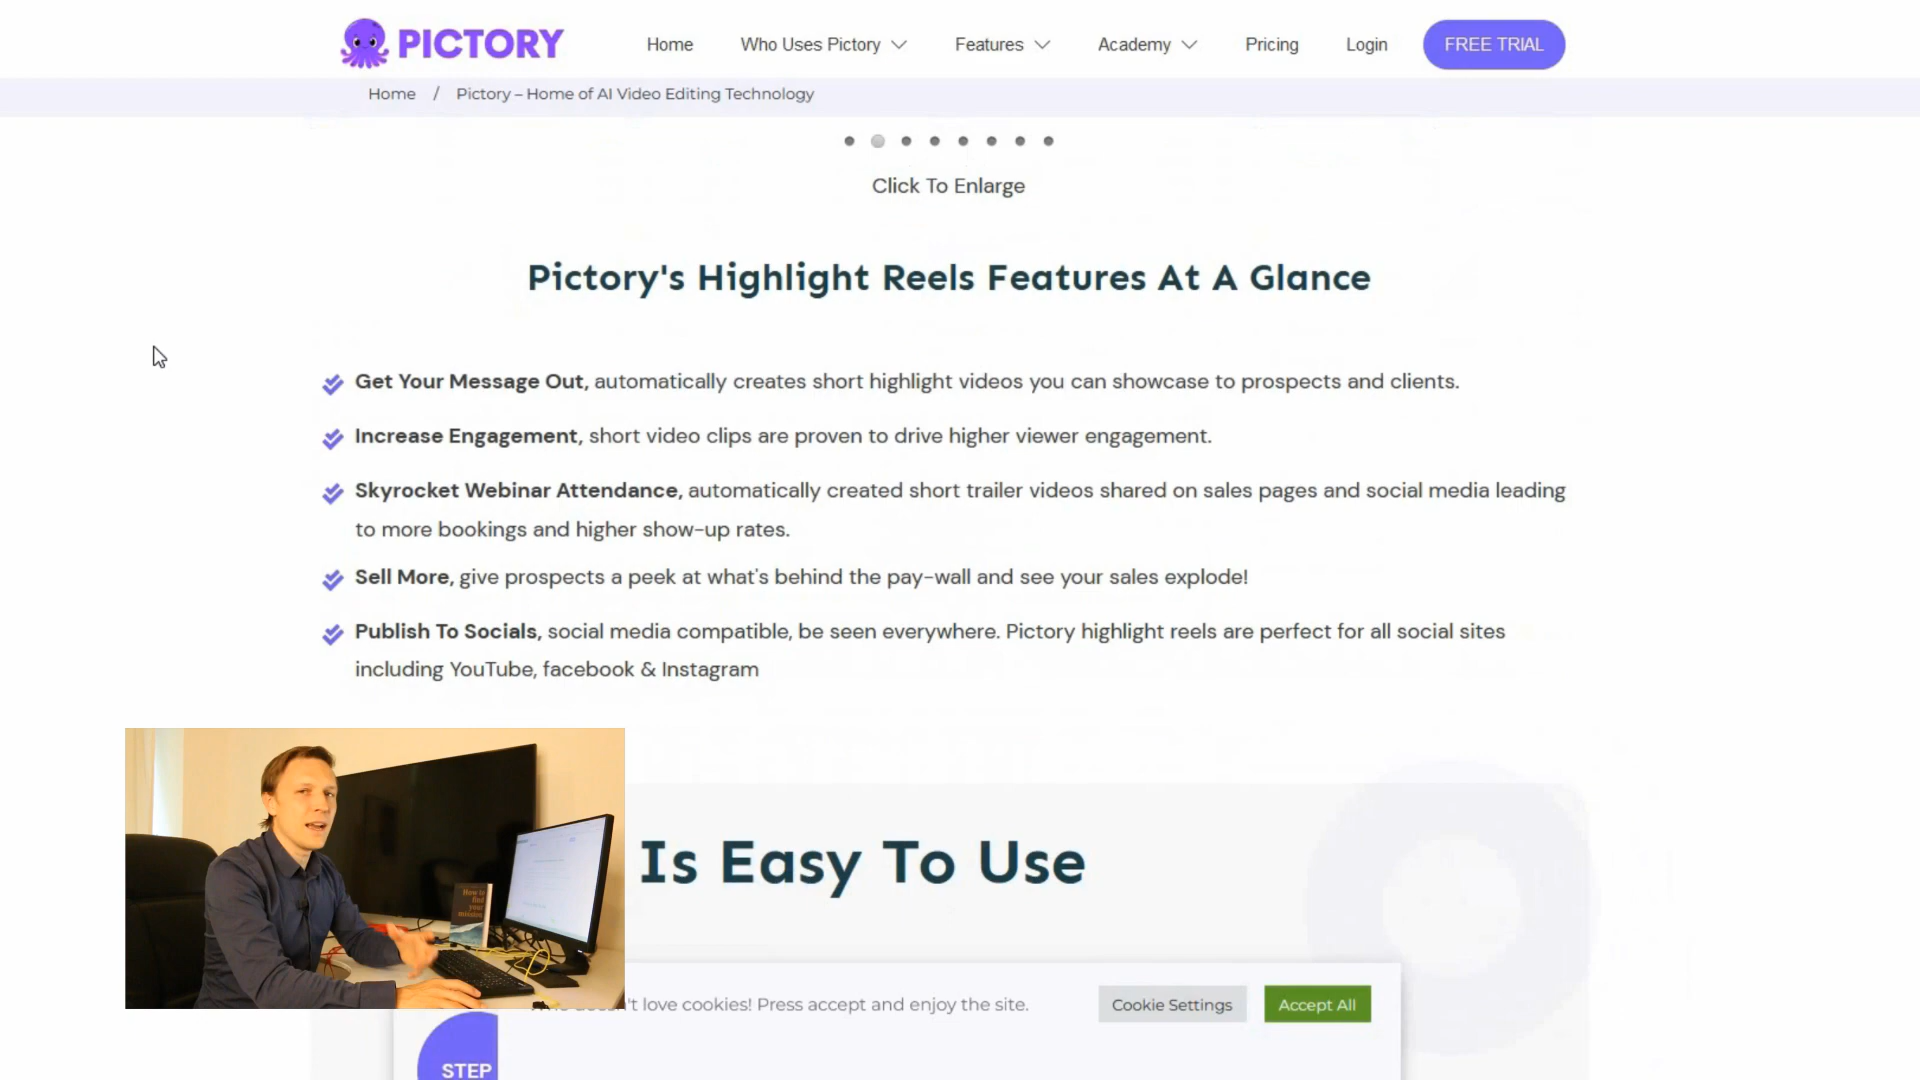 PICTORY
Home Who Uses Pictory Features Academy Pricing Login FREE TRIAL
Home / Pictory – Home of AI Video Editing Technology
Click To Enlarge
Pictory's Highlight Reels Features At A Glance
Get Your Message Out, automatically creates short highlight videos you can showcase to prospects and clients.
Increase Engagement, short video clips are proven to drive higher viewer engagement.
Skyrocket Webinar Attendance, automatically created short trailer videos shared on sales pages and social media leading
to more bookings and higher show-up rates.
Sell More, give prospects a peek at what's behind the pay-wall and see your sales explode!
Publish To Socials, social media compatible, be seen everywhere. Pictory highlight reels are perfect for all social sites
including YouTube, facebook & Instagram
Is Easy To Use
How to
find
your
mission
't love cookies! Press accept and enjoy the site.
Cookie Settings Accept All
STEP